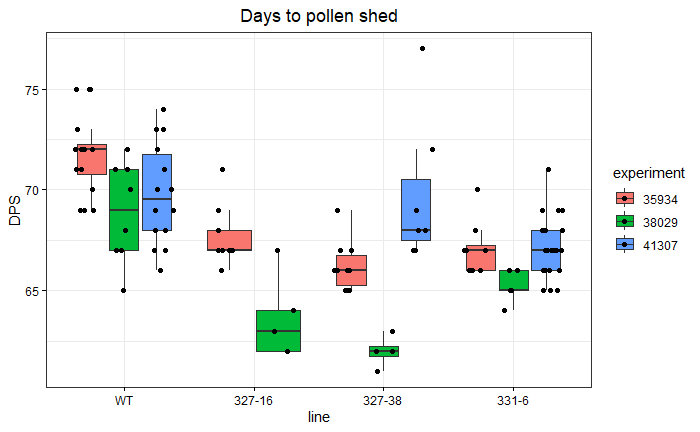 Days to pollen shed
75
70
65
DPS
WT
327-16
327-38
331-6
line
experiment
35934
38029
41307